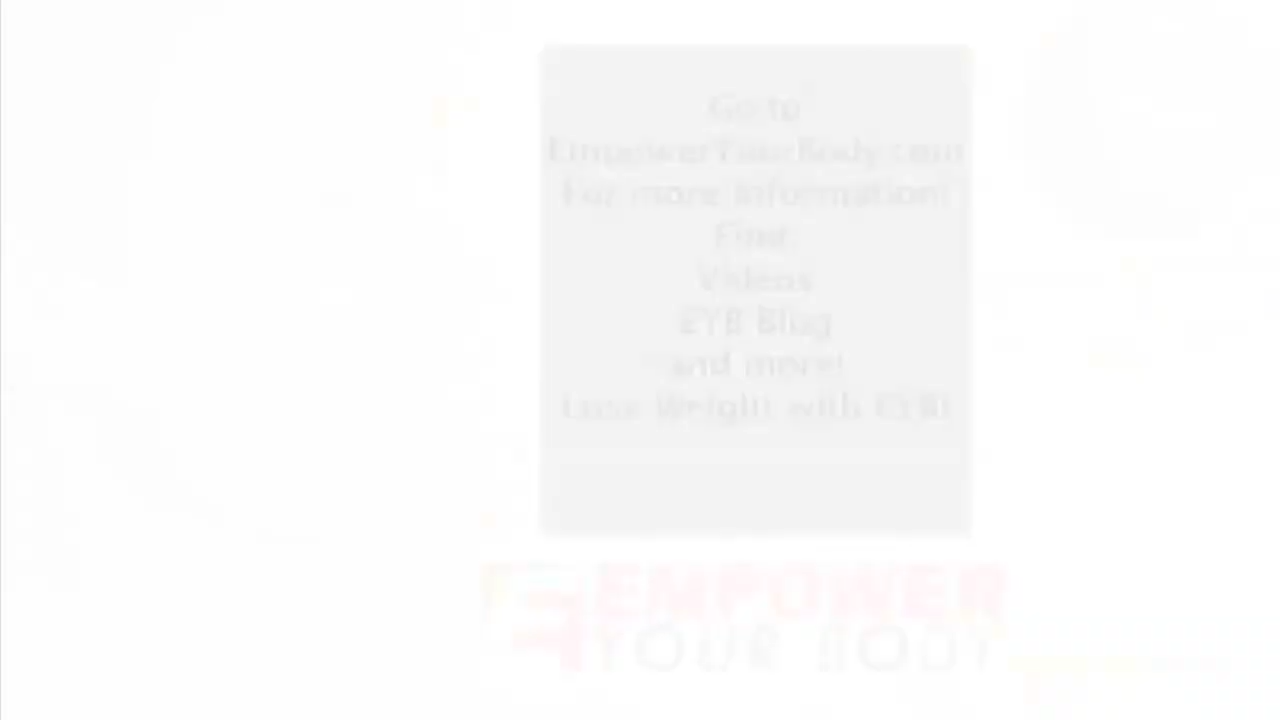 Go to
EmpowerYourBody.com
For more information!
Find
Videos
EYB Blog
and more!
Lose Weight with EYB!
EMPOWER
YOUR BODY